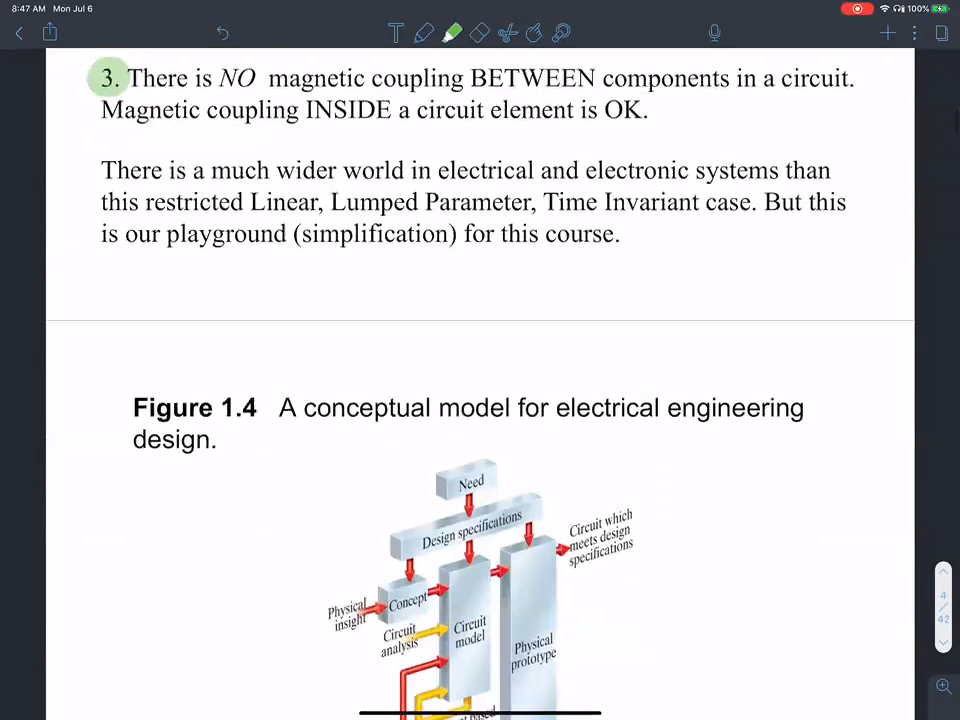 8:47 AM Mon Jul 6
100%
3. There is NO magnetic coupling BETWEEN components in a circuit.
Magnetic coupling INSIDE a circuit element is OK.
There is a much wider world in electrical and electronic systems than
this restricted Linear, Lumped Parameter, Time Invariant case. But this
is our playground (simplification) for this course.
Figure 1.4 A conceptual model for electrical engineering
design.
Need
Design specifications
Circuit which
meets design
specifications
Physical
insight
Concept
Circuit
analysis
Circuit
model
Physical
prototype
4
/
42